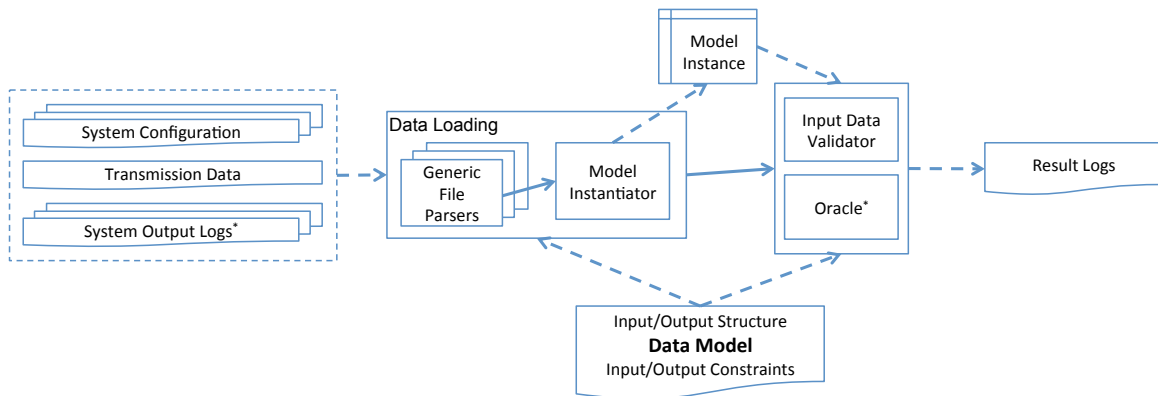 System Configuration
Transmission Data
System Output Logs*
Data Loading
Generic
File
Parsers
Model
Instantiator
Model
Instance
Input Data
Validator
Oracle*
Result Logs
Input/Output Structure
Data Model
Input/Output Constraints